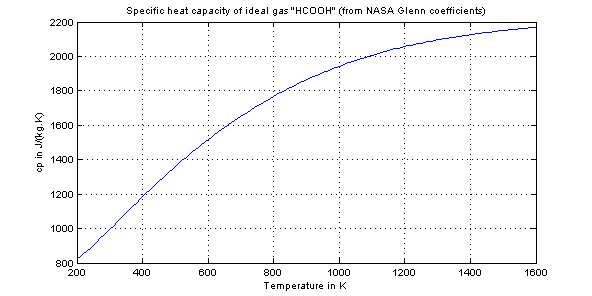 Specific heat capacity of ideal gas "HCOOH" (from NASA Glenn coefficients)
2200
2000
1800
1600
1400
1200
1000
800
cp in J/(kg.K)
200 400 600 800 1000 1200 1400 1600
Temperature in K